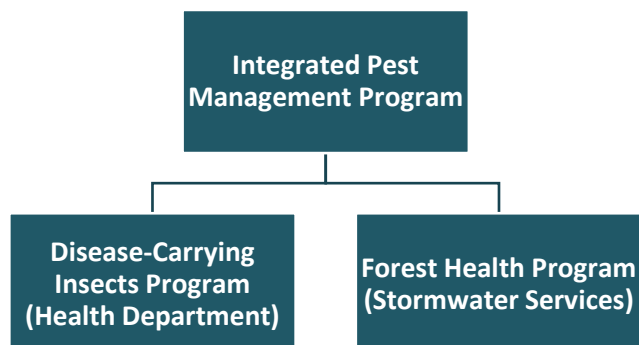 Integrated Pest
Management Program
Disease-Carrying
Insects Program
(Health Department)
Forest Health Program
(Stormwater Services)